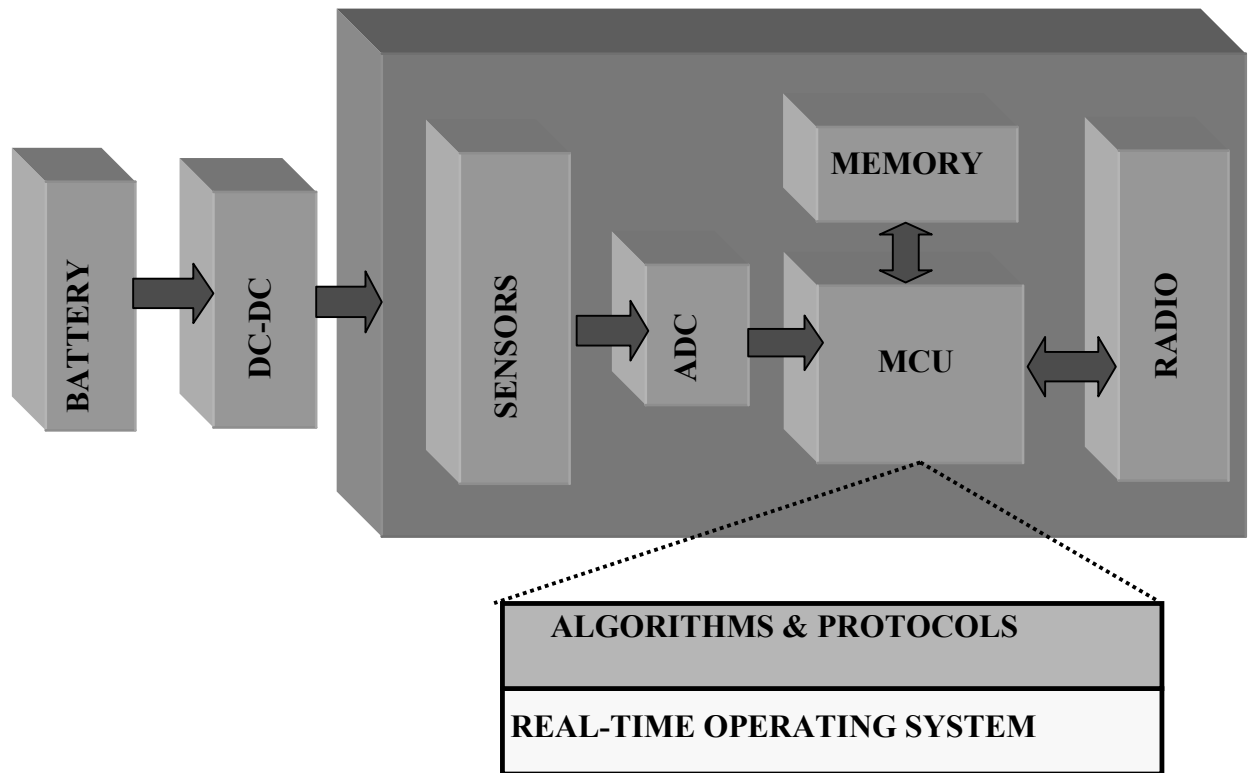 BATTERY
DC-DC
SENSORS
ADC
MEMORY
MCU
RADIO
ALGORITHMS & PROTOCOLS
REAL-TIME OPERATING SYSTEM